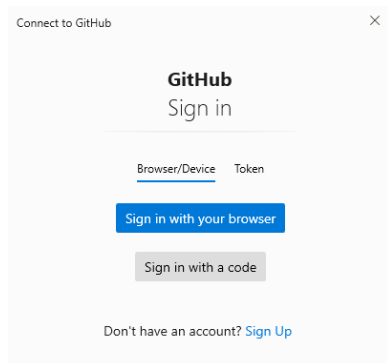 Connect to GitHub
GitHub
Sign in
Browser/Device Token
Sign in with your browser
Sign in with a code
Don't have an account? Sign Up